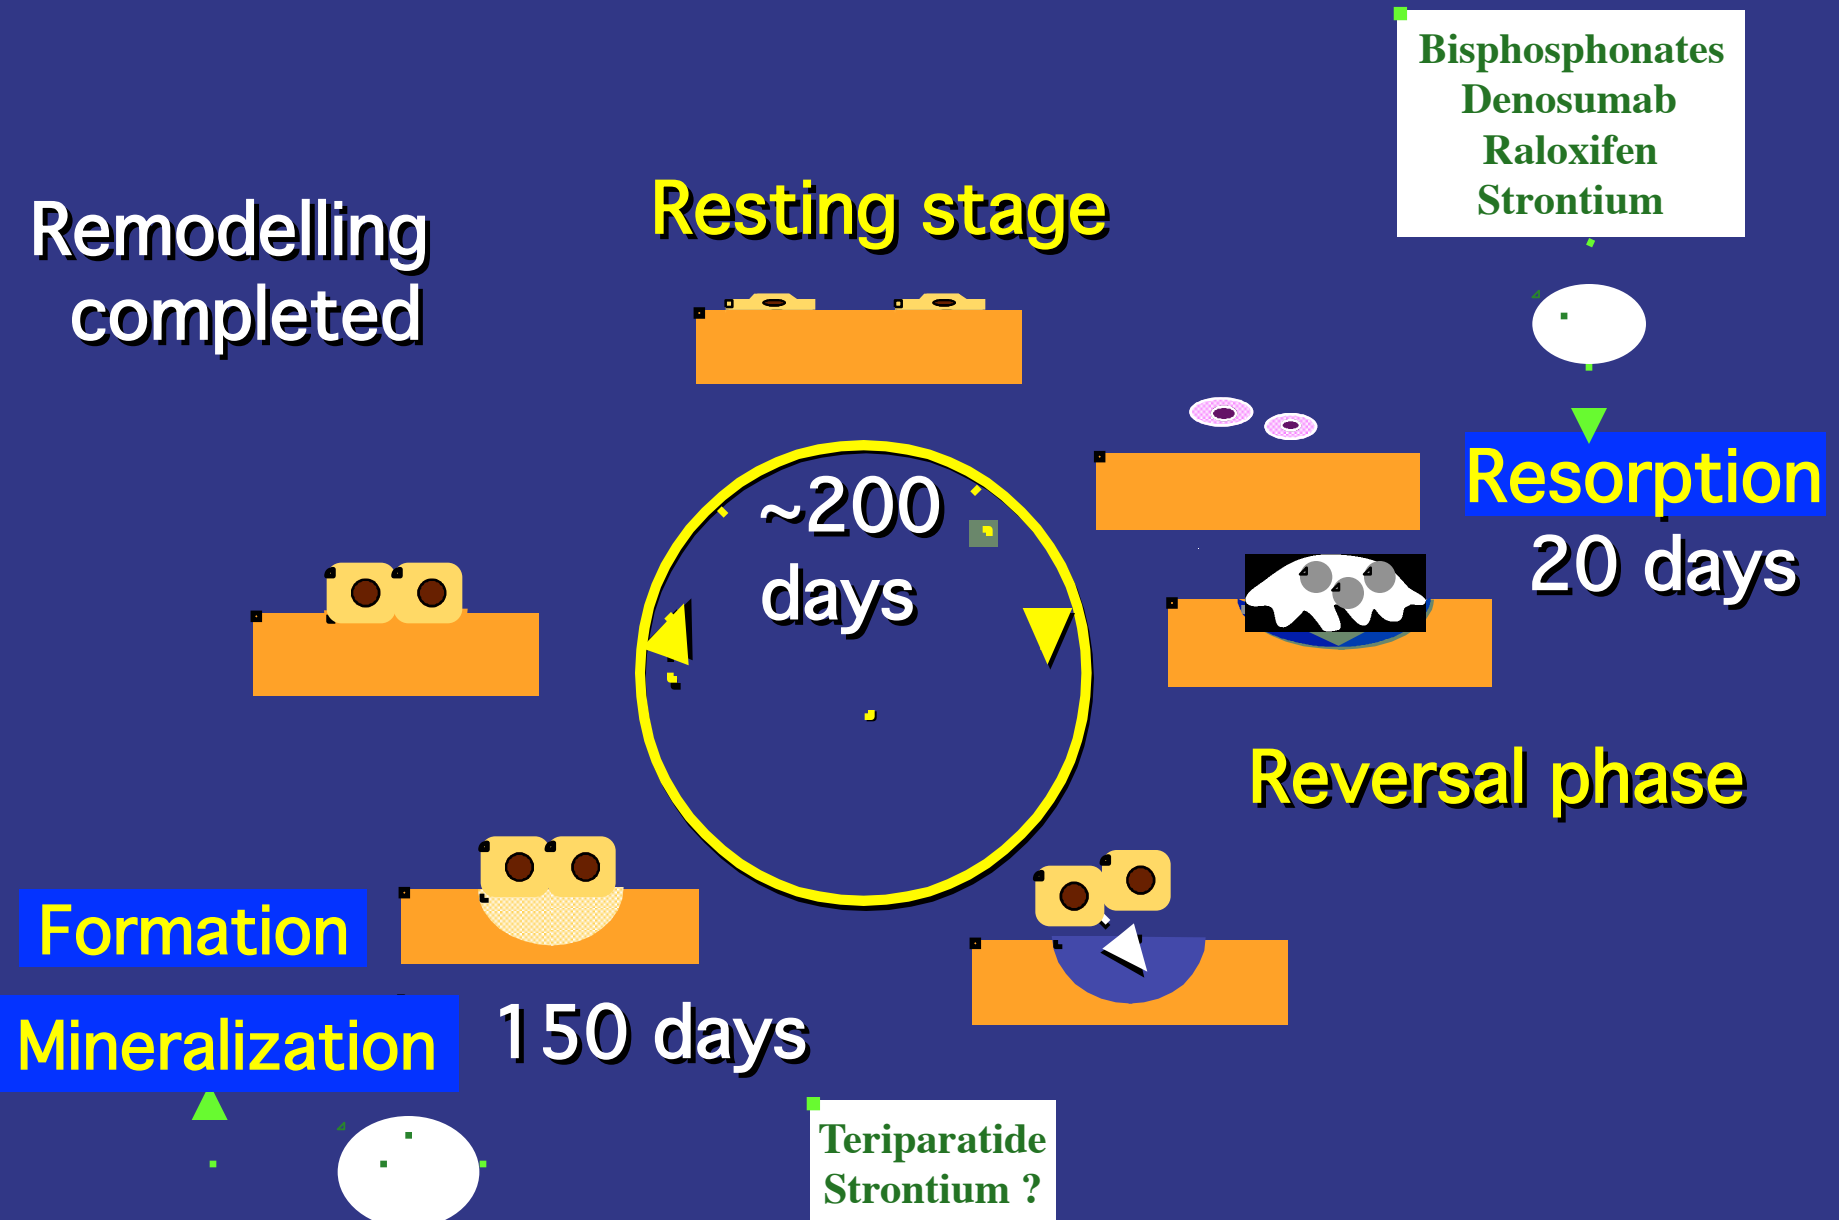 Bisphosphonates
Denosumab
Raloxifen
Strontium
Resting stage
Remodelling
completed
~200
days
Resorption
20 days
Reversal phase
Formation
Mineralization
150 days
Teriparatide
Strontium ?